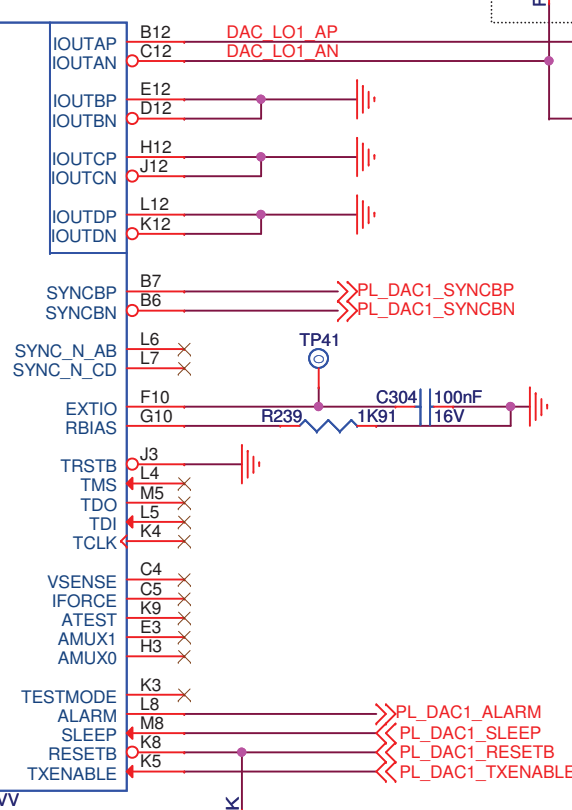 IOUTAP B12 DAC_LO1_AP
IOUTAN C12 DAC_LO1_AN
IOUTBP E12
IOUTBN D12
IOUTCP H12
IOUTCN J12
IOUTDP L12
IOUTDN K12
SYNCBP B7 PL_DAC1_SYNCBP
SYNCBN B6 PL_DAC1_SYNCBN
SYNC_N_AB L6
SYNC_N_CD L7
TP41
EXTIO F10 C304 100nF
RBIAS G10 R239 1K91 16V
TRSTB J3
TMS L4
TDO M5
TDI L5
TCLK K4
VSENSE C4
IFORCE C5
ATEST K9
AMUX1 E3
AMUX0 H3
TESTMODE K3
ALARM L8 PL_DAC1_ALARM
SLEEP M8 PL_DAC1_SLEEP
RESETB K8 PL_DAC1_RESETB
TXENABLE K5 PL_DAC1_TXENABLE
K